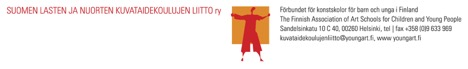 SUOMEN LASTEN JA NUORTEN KUVATAIDEKOULUJEN LIITTO ry
Förbundet för konstskolor för barn och unga i Finland
The Finnish Association of Art Schools for Children and Young People
Sandelsinkatu 10 C 40, 00260 Helsinki, tel | fax +358 (0)9 633 969
kuvataidekoulujenliitto@youngart.fi, www.youngart.fi